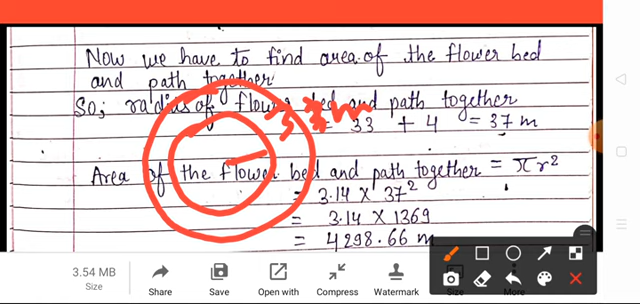 Now we have to find area of the flower bed
and path together
So; radius of flower bed and path together
= 33 + 4 = 37 m
Area of the flower bed and path together = πr²
= 3.14 × 37²
= 3.14 × 1369
= 4298.66 m
3.54 MB
Size
Share
Save
Open with
Compress
Watermark
More